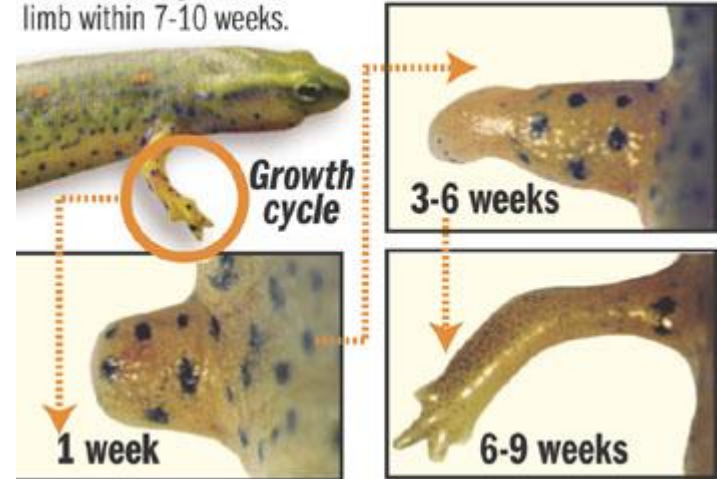 limb within 7-10 weeks.
Growth
cycle
1 week
3-6 weeks
6-9 weeks